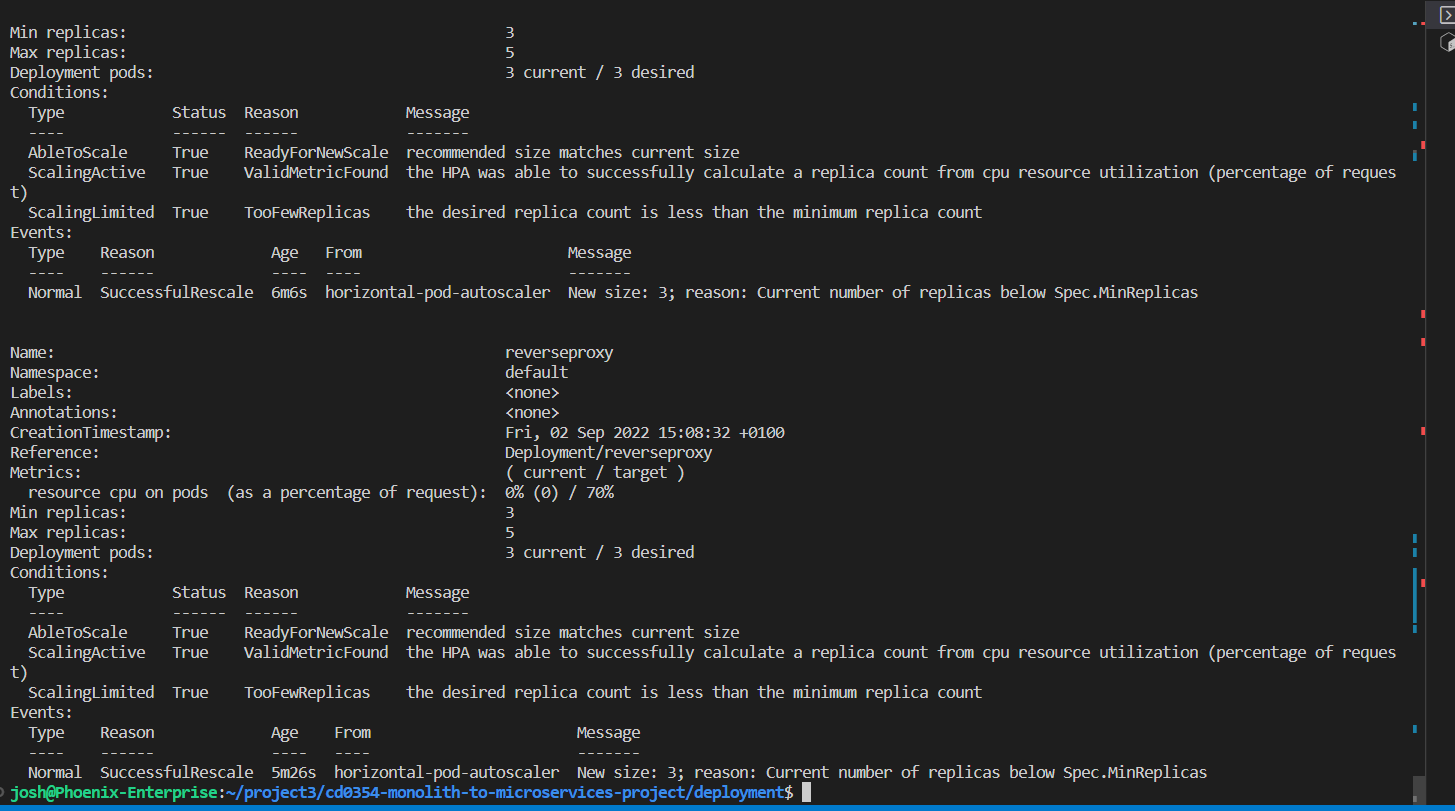 Min replicas:                                          3
Max replicas:                                          5
Deployment pods:                                       3 current / 3 desired
Conditions:
  Type            Status  Reason            Message
  ----            ------  ------            -------
  AbleToScale     True    ReadyForNewScale  recommended size matches current size
  ScalingActive   True    ValidMetricFound  the HPA was able to successfully calculate a replica count from cpu resource utilization (percentage of reques
t)
  ScalingLimited  True    TooFewReplicas    the desired replica count is less than the minimum replica count
Events:
  Type    Reason             Age   From                       Message
  ----    ------             ----  ----                       -------
  Normal  SuccessfulRescale  6m6s  horizontal-pod-autoscaler  New size: 3; reason: Current number of replicas below Spec.MinReplicas
Name:                                                  reverseproxy
Namespace:                                             default
Labels:                                                <none>
Annotations:                                           <none>
CreationTimestamp:                                     Fri, 02 Sep 2022 15:08:32 +0100
Reference:                                             Deployment/reverseproxy
Metrics:                                               ( current / target )
  resource cpu on pods  (as a percentage of request):  0% (0) / 70%
Min replicas:                                          3
Max replicas:                                          5
Deployment pods:                                       3 current / 3 desired
Conditions:
  Type            Status  Reason            Message
  ----            ------  ------            -------
  AbleToScale     True    ReadyForNewScale  recommended size matches current size
  ScalingActive   True    ValidMetricFound  the HPA was able to successfully calculate a replica count from cpu resource utilization (percentage of reques
t)
  ScalingLimited  True    TooFewReplicas    the desired replica count is less than the minimum replica count
Events:
  Type    Reason             Age    From                       Message
  ----    ------             ----   ----                       -------
  Normal  SuccessfulRescale  5m26s  horizontal-pod-autoscaler  New size: 3; reason: Current number of replicas below Spec.MinReplicas
josh@Phoenix-Enterprise:~/project3/cd0354-monolith-to-microservices-project/deployment$